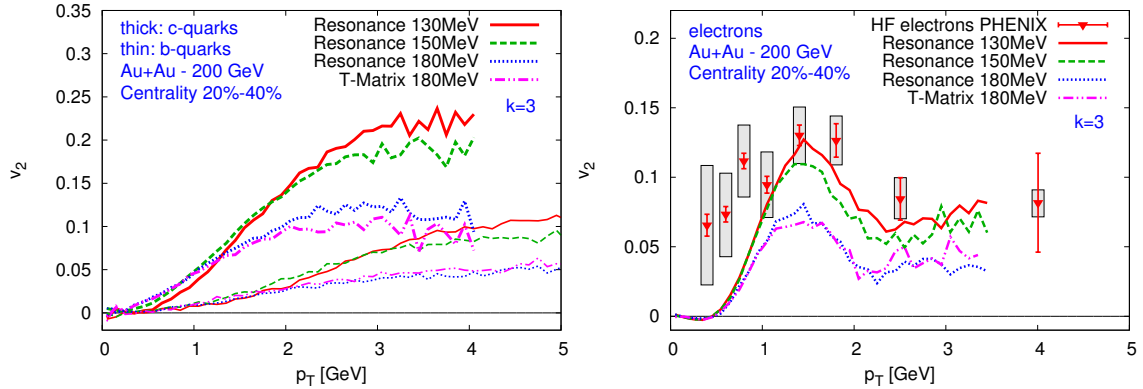 thick: c-quarks
thin: b-quarks
Au+Au - 200 GeV
Centrality 20%-40%
Resonance 130MeV
Resonance 150MeV
Resonance 180MeV
T-Matrix 180MeV
k=3
0.3
0.25
0.2
0.15
0.1
0.05
0
v2
0 1 2 3 4 5
pT [GeV]
electrons
Au+Au - 200 GeV
Centrality 20%-40%
HF electrons PHENIX
Resonance 130MeV
Resonance 150MeV
Resonance 180MeV
T-Matrix 180MeV
k=3
0.2
0.15
0.1
0.05
0
v2
0 1 2 3 4 5
pT [GeV]